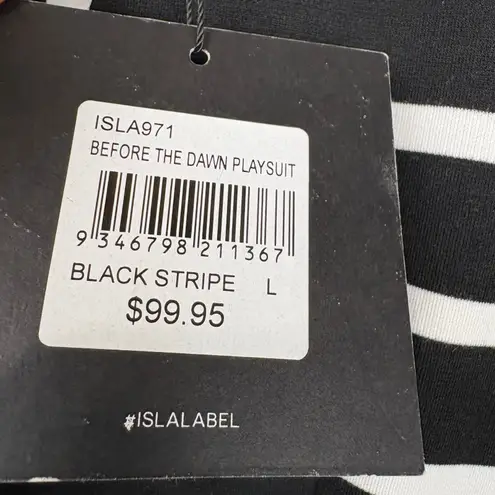 ISLA971
BEFORE THE DAWN PLAYSUIT
9 346798 211367
BLACK STRIPE L
$99.95
#ISLALABEL